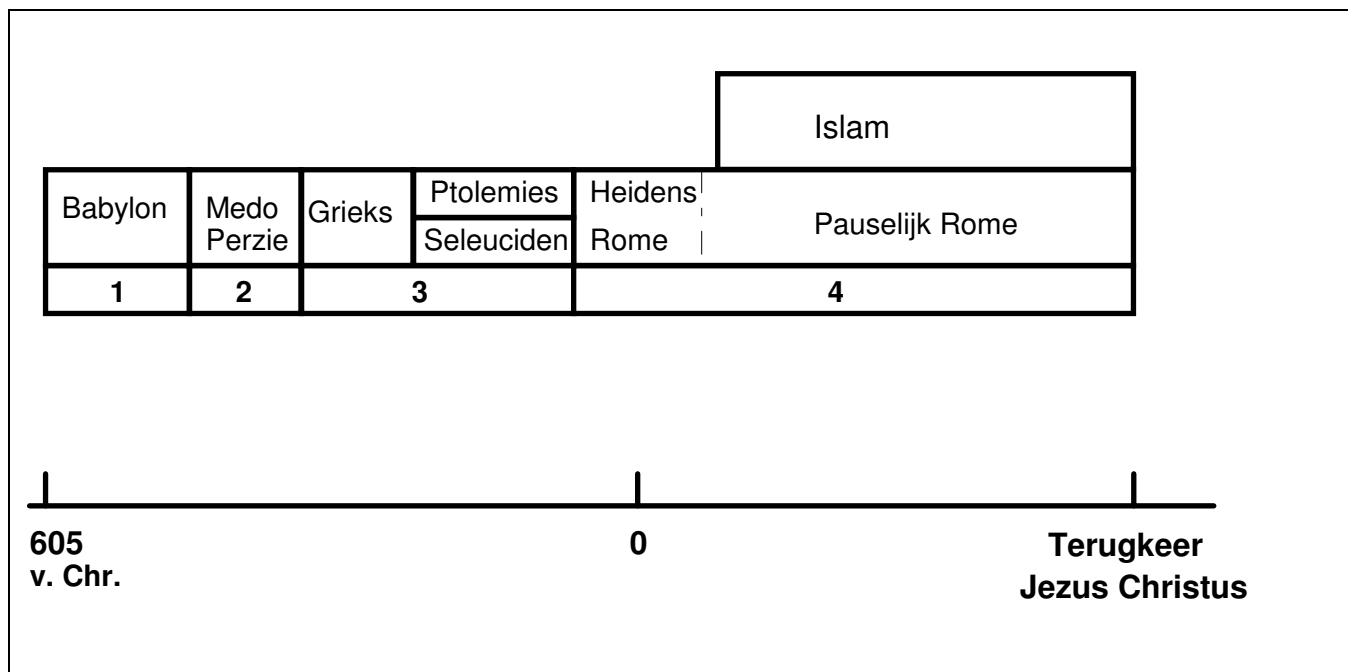 Islam
Babylon
Medo
Perzie
Grieks
Ptolemies
Seleuciden
Heidens
Rome
Pauselijk Rome
1
2
3
4
605
v. Chr.
0
Terugkeer
Jezus Christus